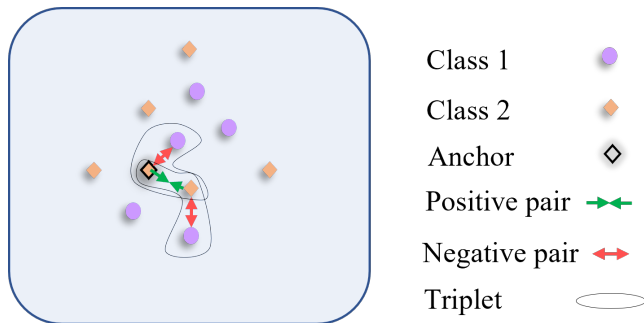 Class 1
Class 2
Anchor
Positive pair
Negative pair
Triplet